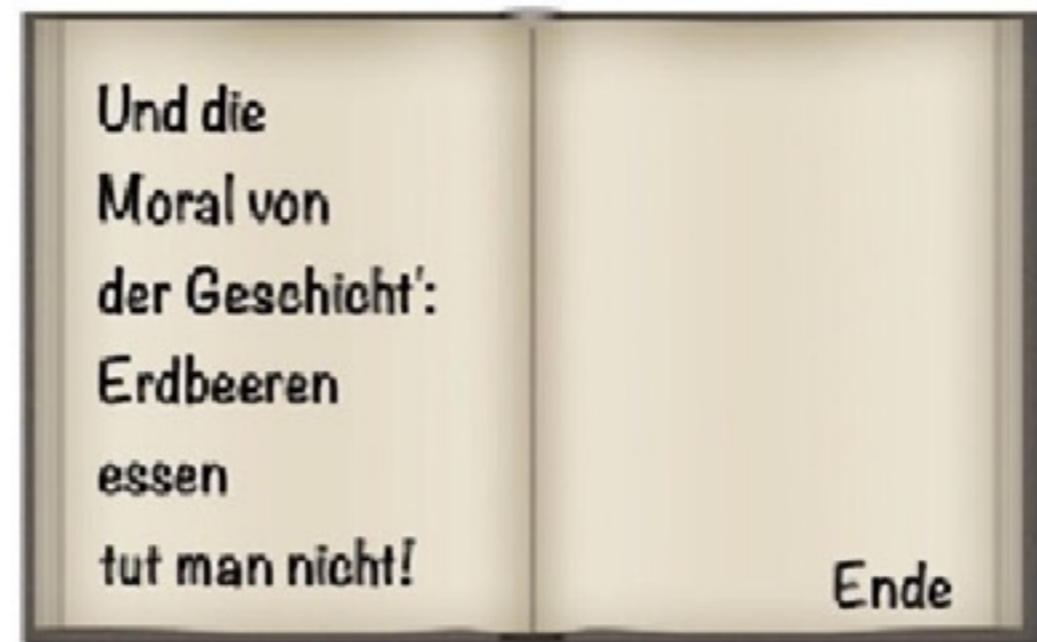 Und die
Moral von
der Geschicht':
Erdbeeren
essen
tut man nicht!
Ende